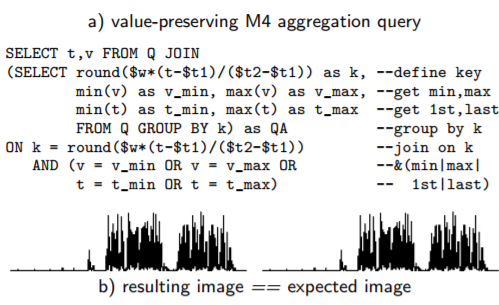 a) value-preserving M4 aggregation query
SELECT t,v FROM Q JOIN
(SELECT round($w*(t-$t1)/($t2-$t1)) as k, --define key
min(v) as v_min, max(v) as v_max, --get min,max
min(t) as t_min, max(t) as t_max --get 1st,last
FROM Q GROUP BY k) as QA --group by k
ON k = round($w*(t-$t1)/($t2-$t1)) --join on k
AND (v = v_min OR v = v_max OR --&(min|max|
t = t_min OR t = t_max) -- 1st|last)
b) resulting image == expected image